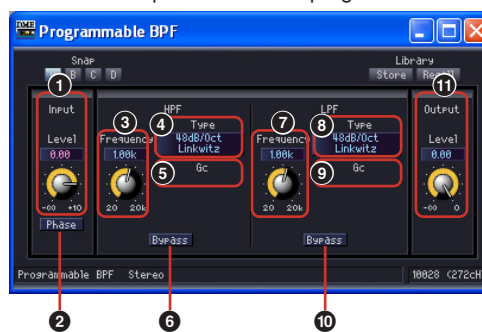 Programmable BPF
Snap
B C D
Library
Store
1
Input
Level
0.00
-∞ +10
Phase
2
HPF
3
Frequency
1.00k
20 20k
4
Type
48dB/Oct
Linkwitz
5
Gc
Bypass
6
LPF
7
Frequency
1.00k
20 20k
8
Type
48dB/Oct
Linkwitz
9
Gc
Bypass
10
11
Output
Level
0.00
-∞ 0
Programmable BPF Stereo
10028 (272cH